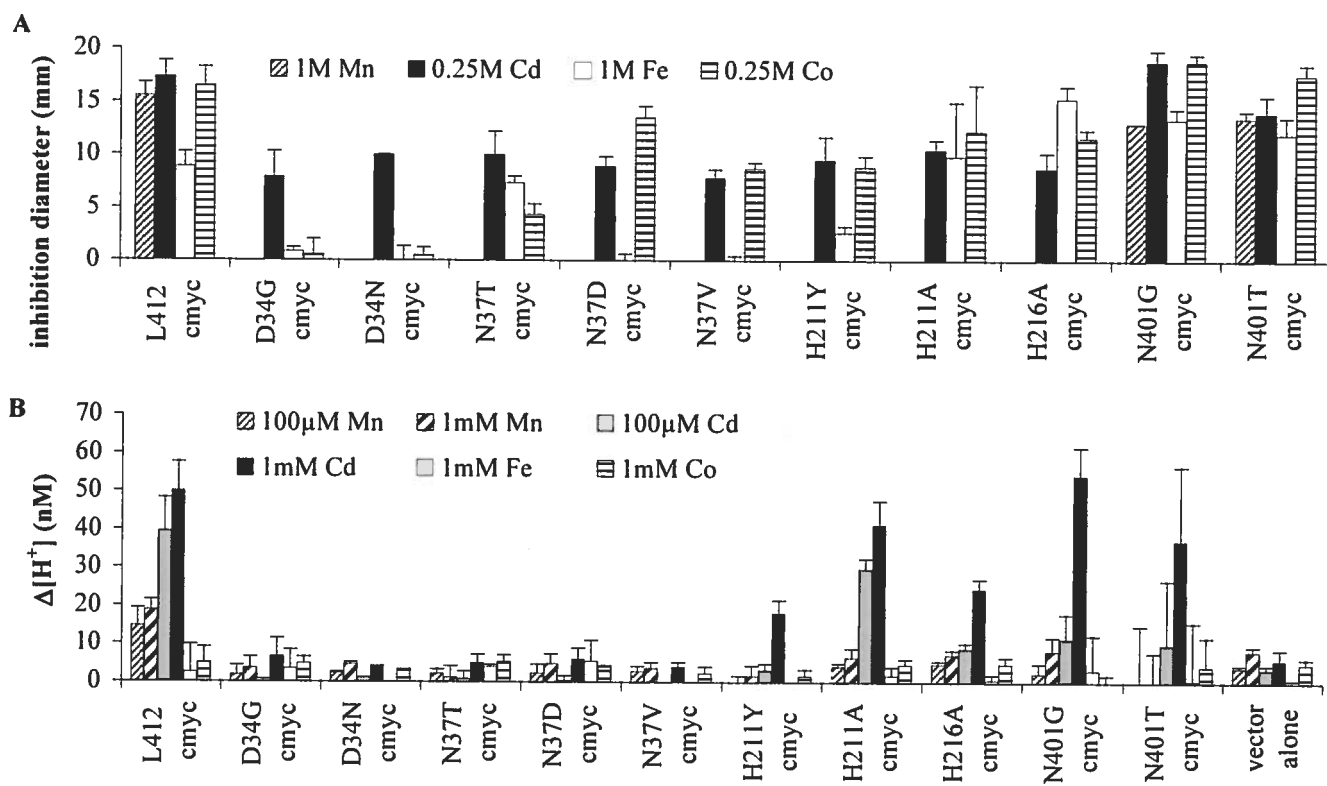 A
inhibition diameter (mm)
20
15
10
5
0
1M Mn 0.25M Cd 1M Fe 0.25M Co
L412 cmyc
D34G cmyc
D34N cmyc
N37T cmyc
N37D cmyc
N37V cmyc
H211Y cmyc
H211A cmyc
H216A cmyc
N401G cmyc
N401T cmyc
B
Δ[H⁺] (nM)
70
60
50
40
30
20
10
0
100µM Mn 1mM Mn 100µM Cd
1mM Cd 1mM Fe 1mM Co
L412 cmyc
D34G cmyc
D34N cmyc
N37T cmyc
N37D cmyc
N37V cmyc
H211Y cmyc
H211A cmyc
H216A cmyc
N401G cmyc
N401T cmyc
vector alone